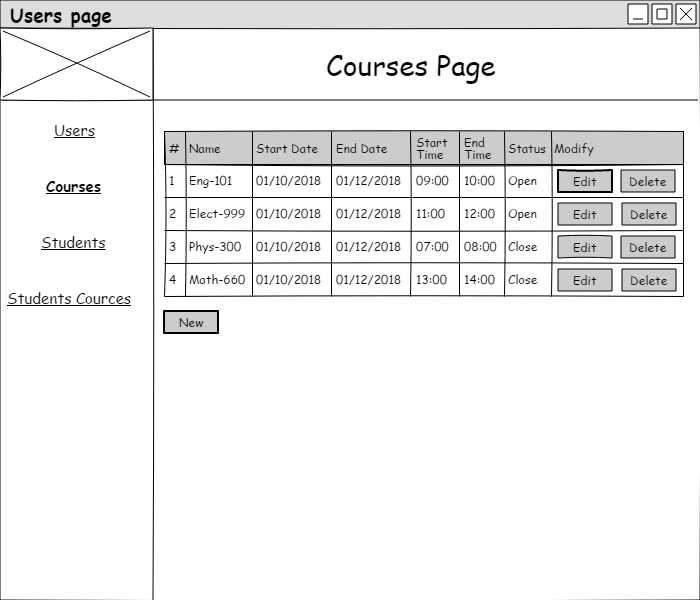 Users page
Courses Page
Users
Courses
Students
Students Cources
# Name Start Date End Date Start Time End Time Status Modify
1 Eng-101 01/10/2018 01/12/2018 09:00 10:00 Open Edit Delete
2 Elect-999 01/10/2018 01/12/2018 11:00 12:00 Open Edit Delete
3 Phys-300 01/10/2018 01/12/2018 07:00 08:00 Close Edit Delete
4 Math-660 01/10/2018 01/12/2018 13:00 14:00 Close Edit Delete
New